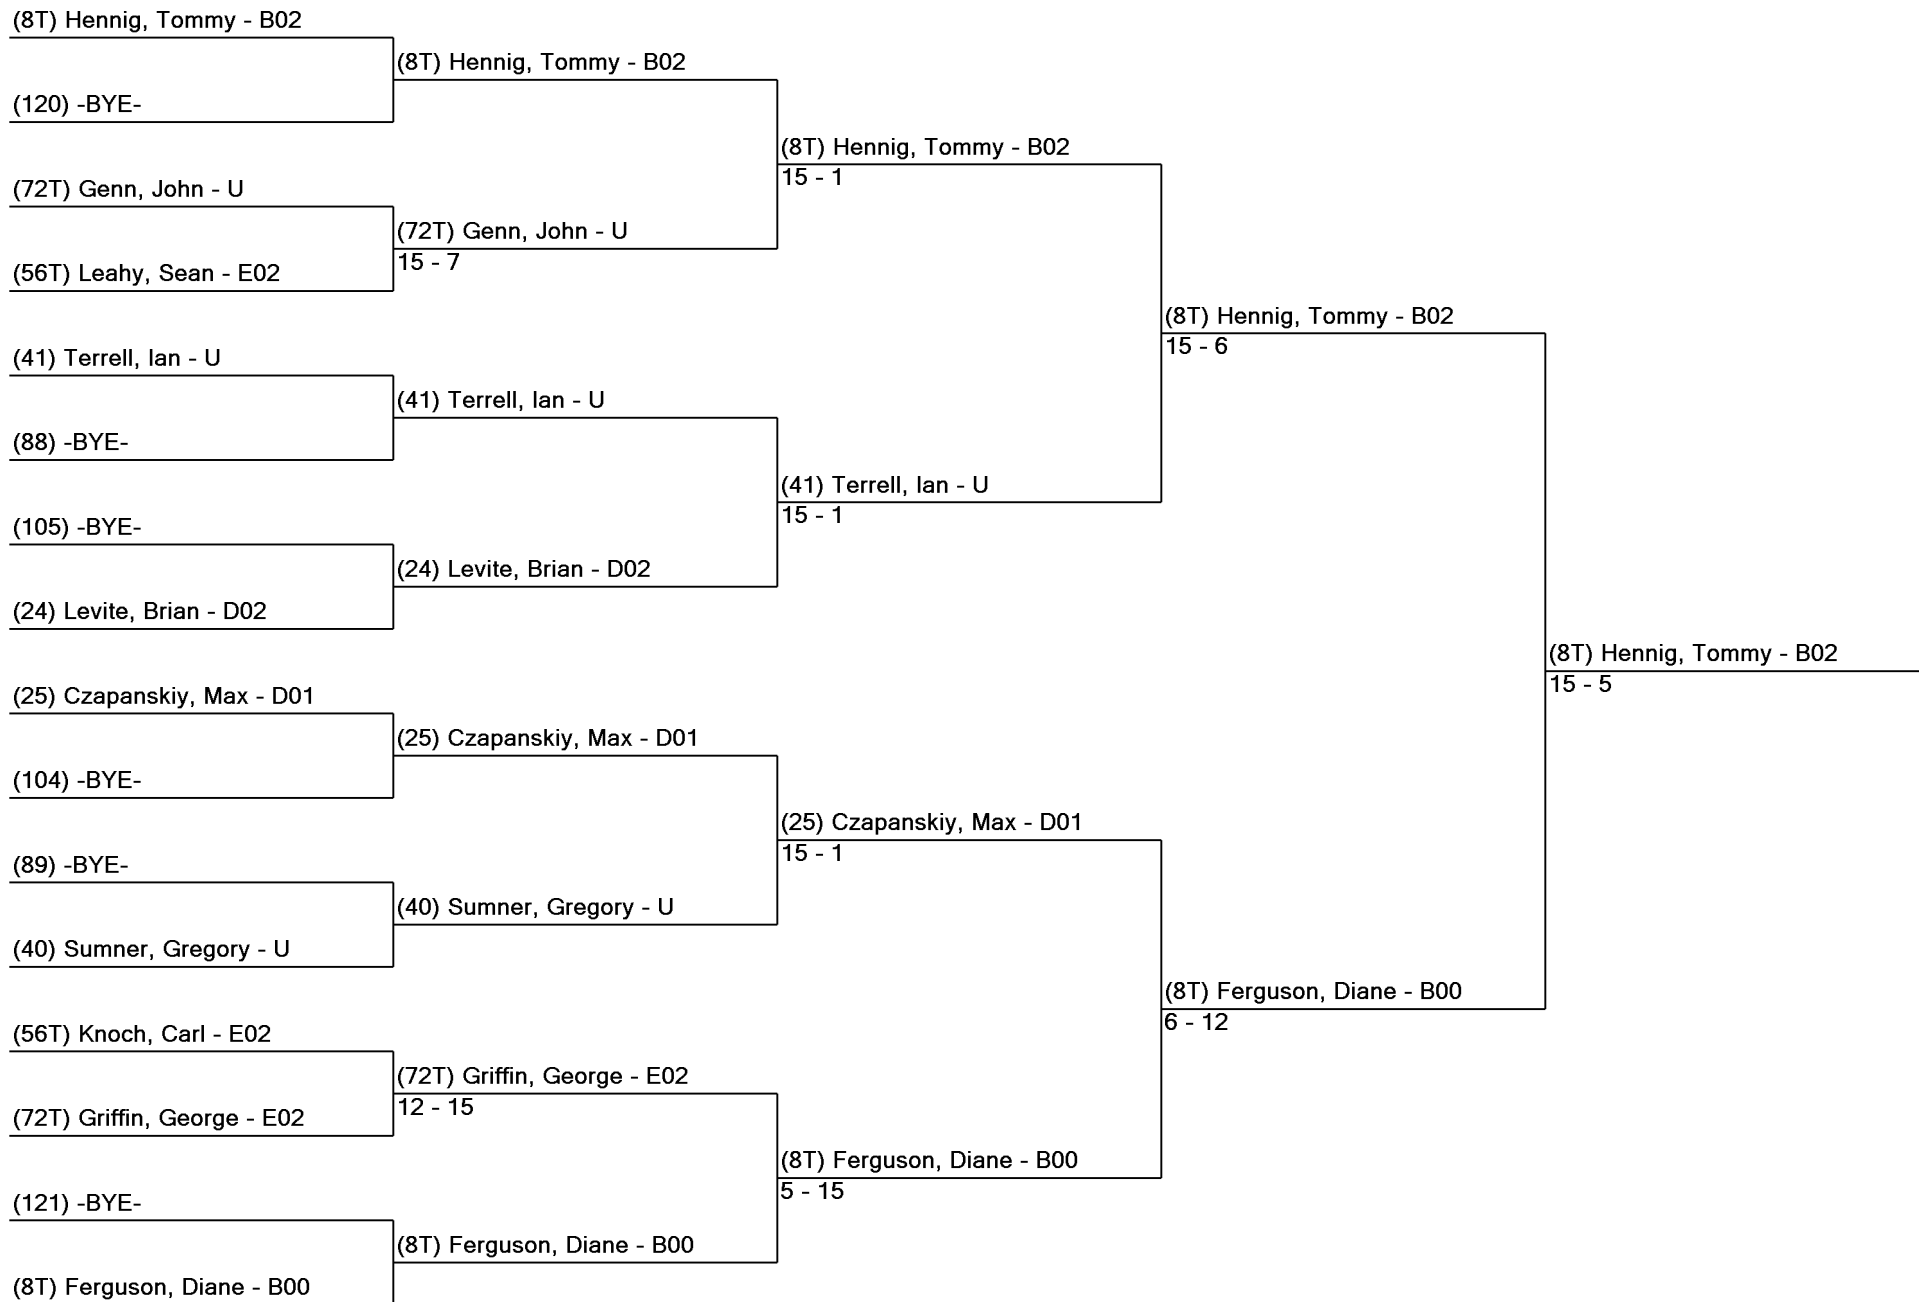 (8T) Hennig, Tommy - B02
(120) -BYE-
(72T) Genn, John - U
(56T) Leahy, Sean - E02
(41) Terrell, Ian - U
(88) -BYE-
(105) -BYE-
(24) Levite, Brian - D02
(25) Czapanskiy, Max - D01
(104) -BYE-
(89) -BYE-
(40) Sumner, Gregory - U
(56T) Knoch, Carl - E02
(72T) Griffin, George - E02
(121) -BYE-
(8T) Ferguson, Diane - B00
(8T) Hennig, Tommy - B02
(72T) Genn, John - U
15 - 7
(41) Terrell, Ian - U
(24) Levite, Brian - D02
(25) Czapanskiy, Max - D01
(40) Sumner, Gregory - U
(72T) Griffin, George - E02
12 - 15
(8T) Ferguson, Diane - B00
(8T) Hennig, Tommy - B02
15 - 1
(41) Terrell, Ian - U
15 - 1
(25) Czapanskiy, Max - D01
15 - 1
(8T) Ferguson, Diane - B00
5 - 15
(8T) Hennig, Tommy - B02
15 - 6
(8T) Ferguson, Diane - B00
6 - 12
(8T) Hennig, Tommy - B02
15 - 5